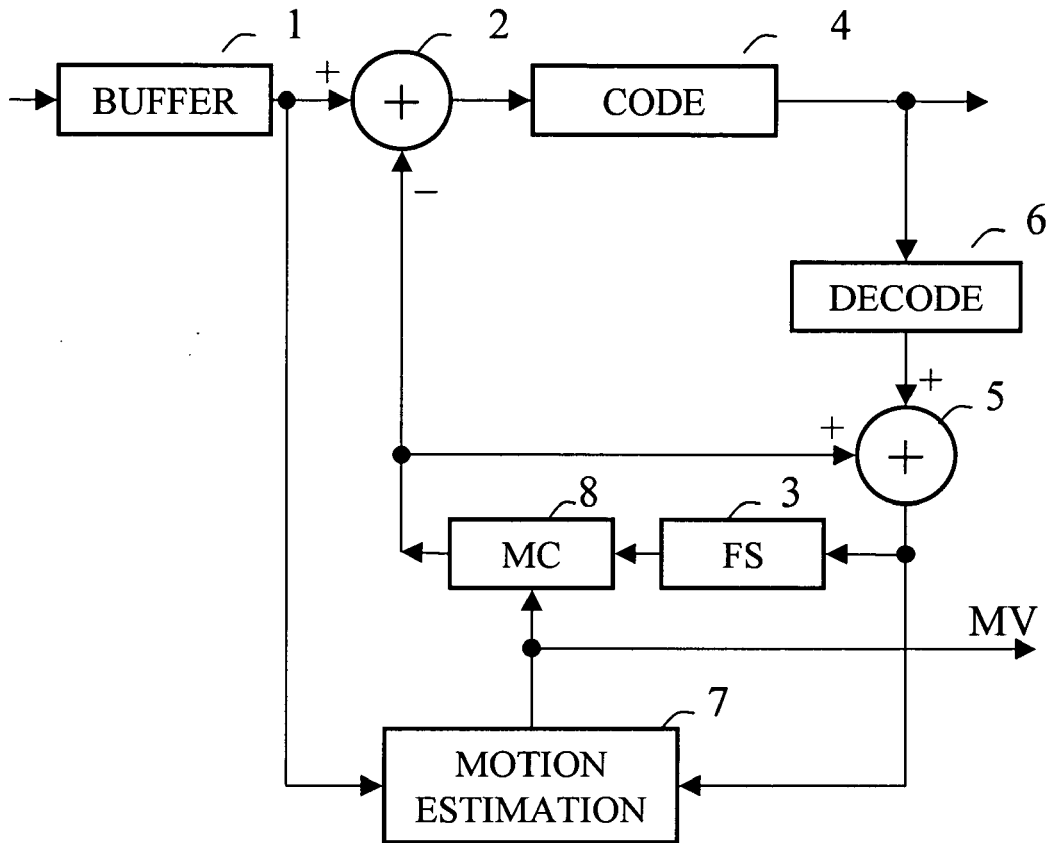 1 2 4
BUFFER + + CODE
−
6
DECODE
+
5
+ +
8 3
MC FS
MV
7
MOTION
ESTIMATION